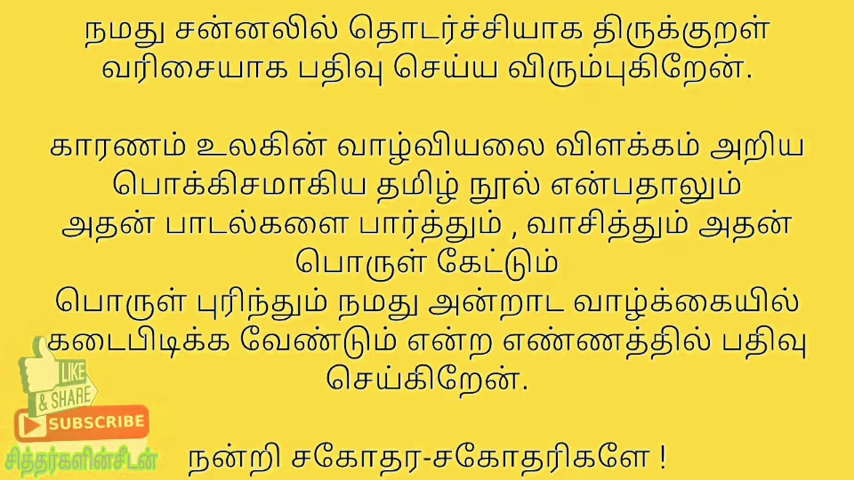 நமது சன்னலில் தொடர்ச்சியாக திருக்குறள்
வரிசையாக பதிவு செய்ய விரும்புகிறேன்.
காரணம் உலகின் வாழ்வியலை விளக்கம் அறிய
பொக்கிசமாகிய தமிழ் நூல் என்பதாலும்
அதன் பாடல்களை பார்த்தும் , வாசித்தும் அதன்
பொருள் கேட்டும்
பொருள் புரிந்தும் நமது அன்றாட வாழ்க்கையில்
கடைபிடிக்க வேண்டும் என்ற எண்ணத்தில் பதிவு
செய்கிறேன்.
LIKE
& SHARE
SUBSCRIBE
சித்தர்களின்சீடன்
நன்றி சகோதர-சகோதரிகளே !